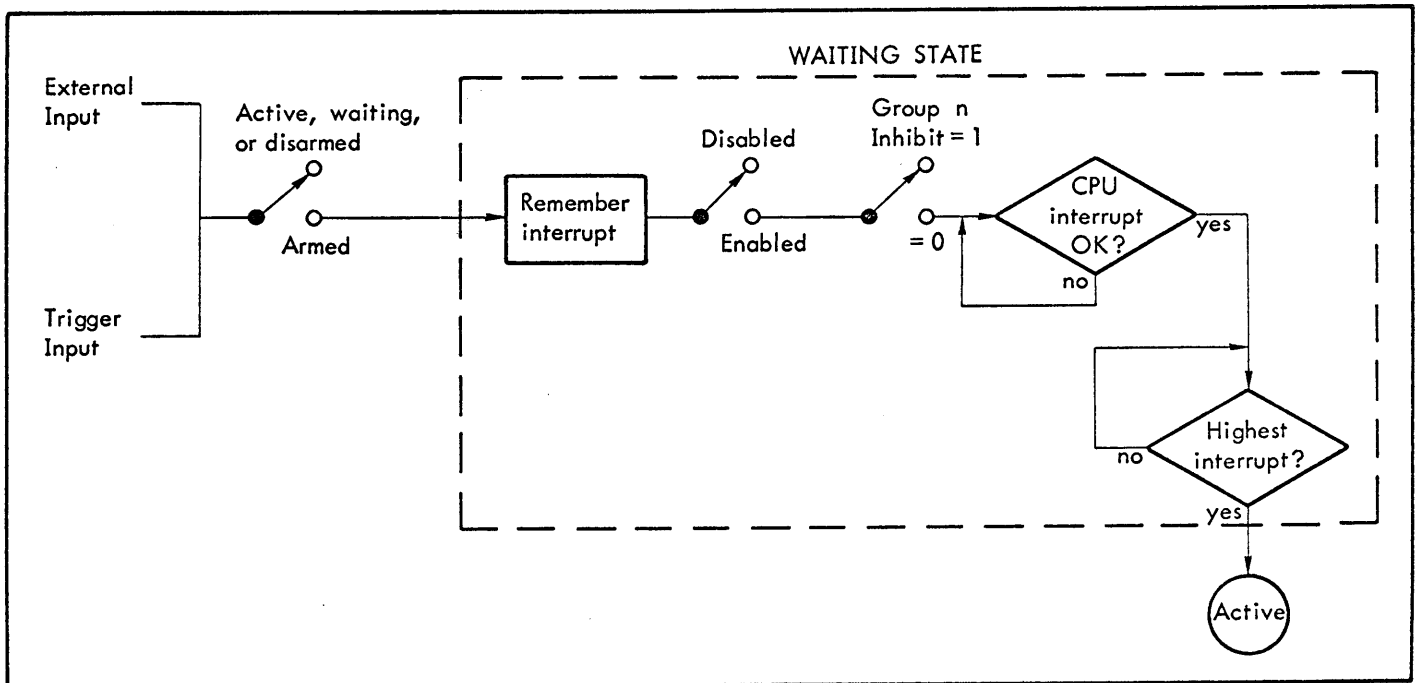 WAITING STATE
External
Input
Active, waiting,
or disarmed
Armed
Trigger
Input
Remember
interrupt
Disabled
Enabled
Group n
Inhibit = 1
= 0
CPU
interrupt
OK?
yes
no
Highest
interrupt?
no
yes
Active